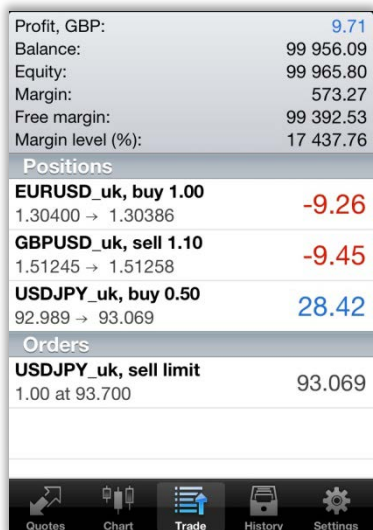 Profit, GBP: 9.71
Balance: 99 956.09
Equity: 99 965.80
Margin: 573.27
Free margin: 99 392.53
Margin level (%): 17 437.76
Positions
EURUSD_uk, buy 1.00 -9.26
1.30400 → 1.30386
GBPUSD_uk, sell 1.10 -9.45
1.51245 → 1.51258
USDJPY_uk, buy 0.50 28.42
92.989 → 93.069
Orders
USDJPY_uk, sell limit 93.069
1.00 at 93.700
Quotes Chart Trade History Settings